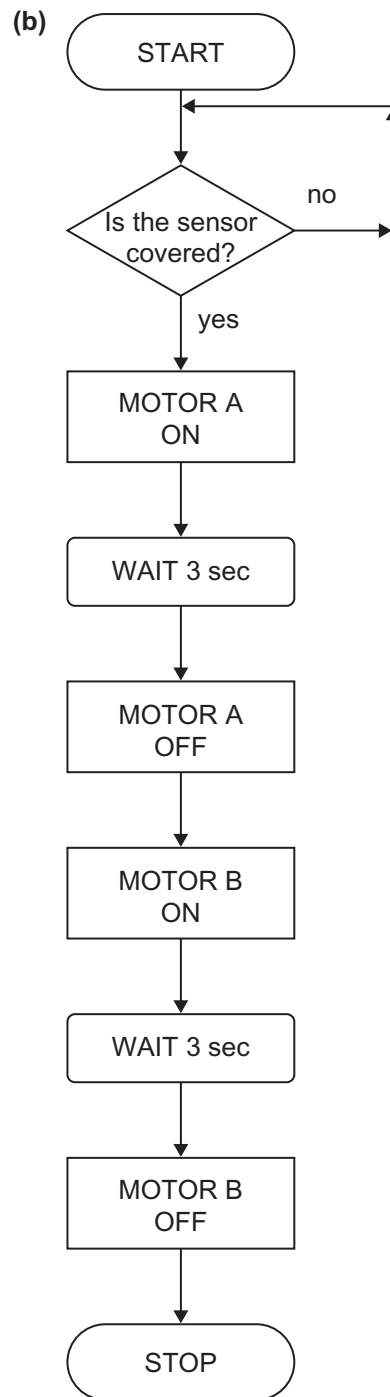 (b)
START
Is the sensor
covered?
no
yes
MOTOR A
ON
WAIT 3 sec
MOTOR A
OFF
MOTOR B
ON
WAIT 3 sec
MOTOR B
OFF
STOP